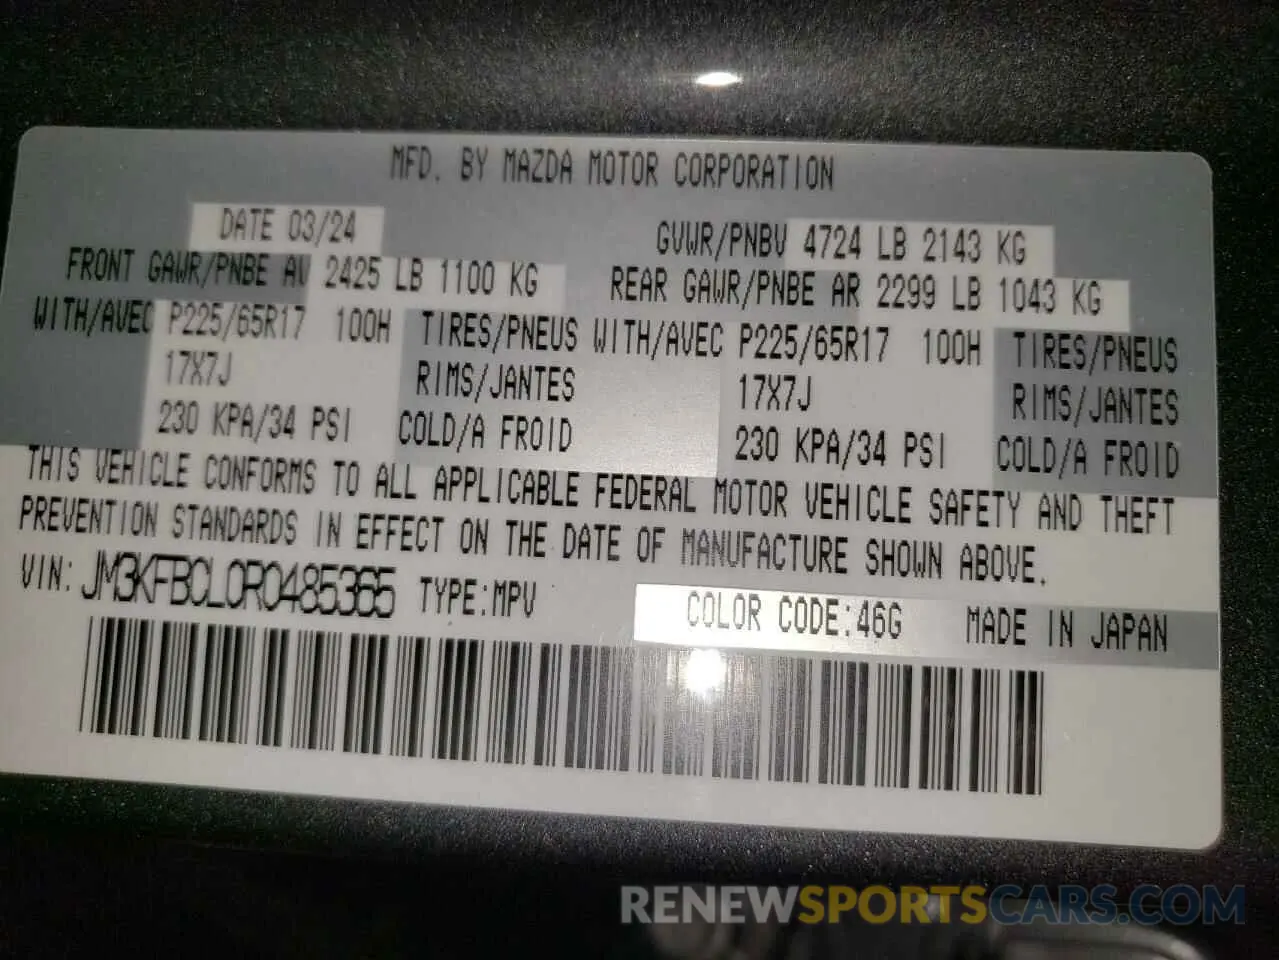 MFD. BY MAZDA MOTOR CORPORATION
DATE 03/24 GVWR/PNBV 4724 LB 2143 KG
FRONT GAWR/PNBE AV 2425 LB 1100 KG REAR GAWR/PNBE AR 2299 LB 1043 KG
WITH/AVEC P225/65R17 100H TIRES/PNEUS WITH/AVEC P225/65R17 100H TIRES/PNEUS
17X7J RIMS/JANTES 17X7J RIMS/JANTES
230 KPA/34 PSI COLD/A FROID 230 KPA/34 PSI COLD/A FROID
THIS VEHICLE CONFORMS TO ALL APPLICABLE FEDERAL MOTOR VEHICLE SAFETY AND THEFT
PREVENTION STANDARDS IN EFFECT ON THE DATE OF MANUFACTURE SHOWN ABOVE.
VIN: JM3KFBCL0R0485365 TYPE:MPV COLOR CODE:46G MADE IN JAPAN
RENEWSPORTSCARS.COM